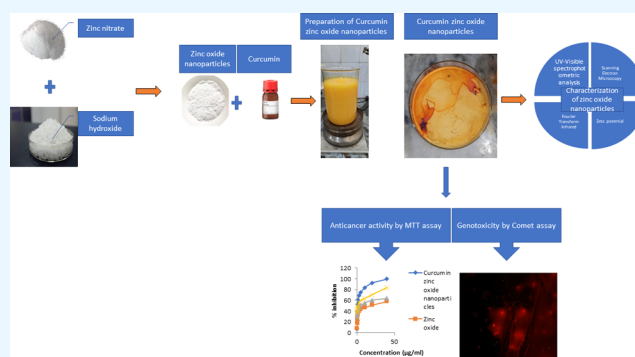 Zinc nitrate
Sodium
hydroxide
Zinc oxide
nanoparticles
Curcumin
Preparation of Curcumin
zinc oxide nanoparticles
Curcumin zinc oxide
nanoparticles
UV-Visible
spectrophot
ometric
analysis
Scanning
Electron
Microscopy
Characterization
of zinc oxide
nanoparticles
Fourier
Transform
Infrared
Zeta potential
Anticancer activity by MTT assay
Genotoxicity by Comet assay
% inhibition
120
100
80
60
40
20
0
0
50
Concentration (µg/ml)
Curcumin
zinc
oxide
nanoparti
cles
Zinc
oxide